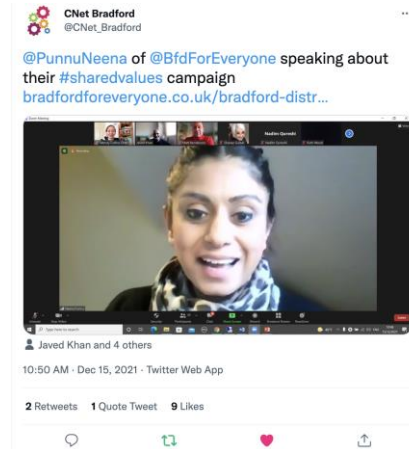 CNet Bradford
@CNet_Bradford
@PunnuNeena of @BfdForEveryone speaking about
their #sharedvalues campaign
bradfordforeveryone.co.uk/bradford-distr...
Nadim Qureshi
Javed Khan and 4 others
10:50 AM · Dec 15, 2021 · Twitter Web App
2 Retweets 1 Quote Tweet 9 Likes